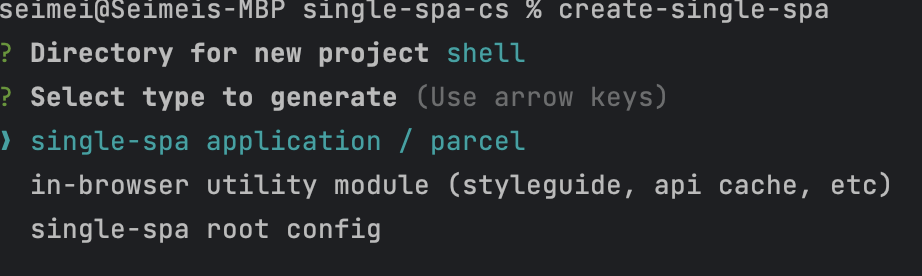 seimei@Seimeis-MBP single-spa-cs % create-single-spa
? Directory for new project shell
? Select type to generate (Use arrow keys)
❯ single-spa application / parcel
in-browser utility module (styleguide, api cache, etc)
single-spa root config